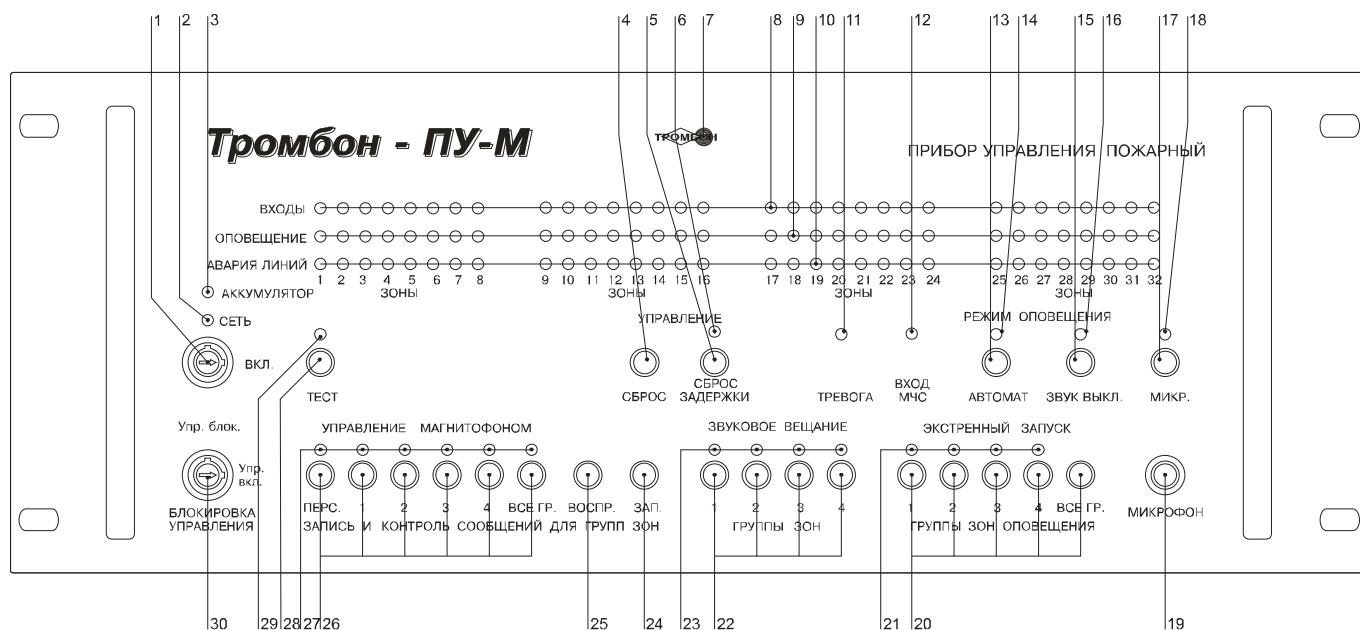 1 2 3 4 5 6 7 8 9 10 11 12 13 14 15 16 17 18
Тромбон - ПУ-М
ТРОМБОН
ПРИБОР УПРАВЛЕНИЯ ПОЖАРНЫЙ
ВХОДЫ
ОПОВЕЩЕНИЕ
АВАРИЯ ЛИНИЙ
1 2 3 4 5 6 7 8 9 10 11 12 13 14 15 16 17 18 19 20 21 22 23 24 25 26 27 28 29 30 31 32
АККУМУЛЯТОР ЗОНЫ ЗОНЫ ЗОНЫ ЗОНЫ
СЕТЬ УПРАВЛЕНИЕ РЕЖИМ ОПОВЕЩЕНИЯ
ВКЛ.
ТЕСТ СБРОС СБРОС ЗАДЕРЖКИ ТРЕВОГА ВХОД МЧС АВТОМАТ ЗВУК ВЫКЛ. МИКР.
Упр. блок. УПРАВЛЕНИЕ МАГНИТОФОНОМ ЗВУКОВОЕ ВЕЩАНИЕ ЭКСТРЕННЫЙ ЗАПУСК
Упр. вкл.
ПЕРС. 1 2 3 4 ВСЕ ГР. ВОСПР. ЗАП. 1 2 3 4 1 2 3 4 ВСЕ ГР.
БЛОКИРОВКА УПРАВЛЕНИЯ
ЗАПИСЬ И КОНТРОЛЬ СООБЩЕНИЙ ДЛЯ ГРУПП ЗОН ГРУППЫ ЗОН ГРУППЫ ЗОН ОПОВЕЩЕНИЯ
МИКРОФОН
30 29 28 27 26 25 24 23 22 21 20 19